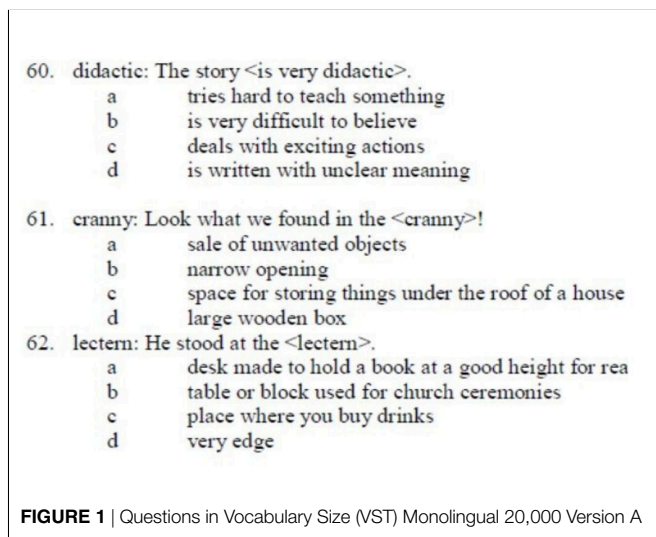 60. didactic: The story <is very didactic>.
a tries hard to teach something
b is very difficult to believe
c deals with exciting actions
d is written with unclear meaning
61. cranny: Look what we found in the <cranny>!
a sale of unwanted objects
b narrow opening
c space for storing things under the roof of a house
d large wooden box
62. lectern: He stood at the <lectern>.
a desk made to hold a book at a good height for rea
b table or block used for church ceremonies
c place where you buy drinks
d very edge
FIGURE 1 | Questions in Vocabulary Size (VST) Monolingual 20,000 Version A